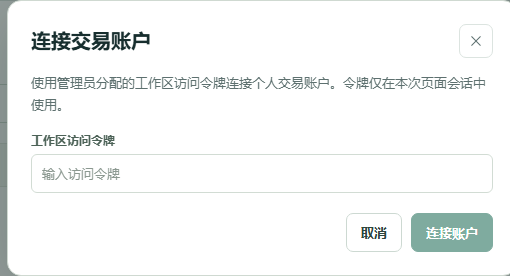 连接交易账户
使用管理员分配的工作区访问令牌连接个人交易账户。令牌仅在本次页面会话中
使用。
工作区访问令牌
输入访问令牌
取消 连接账户